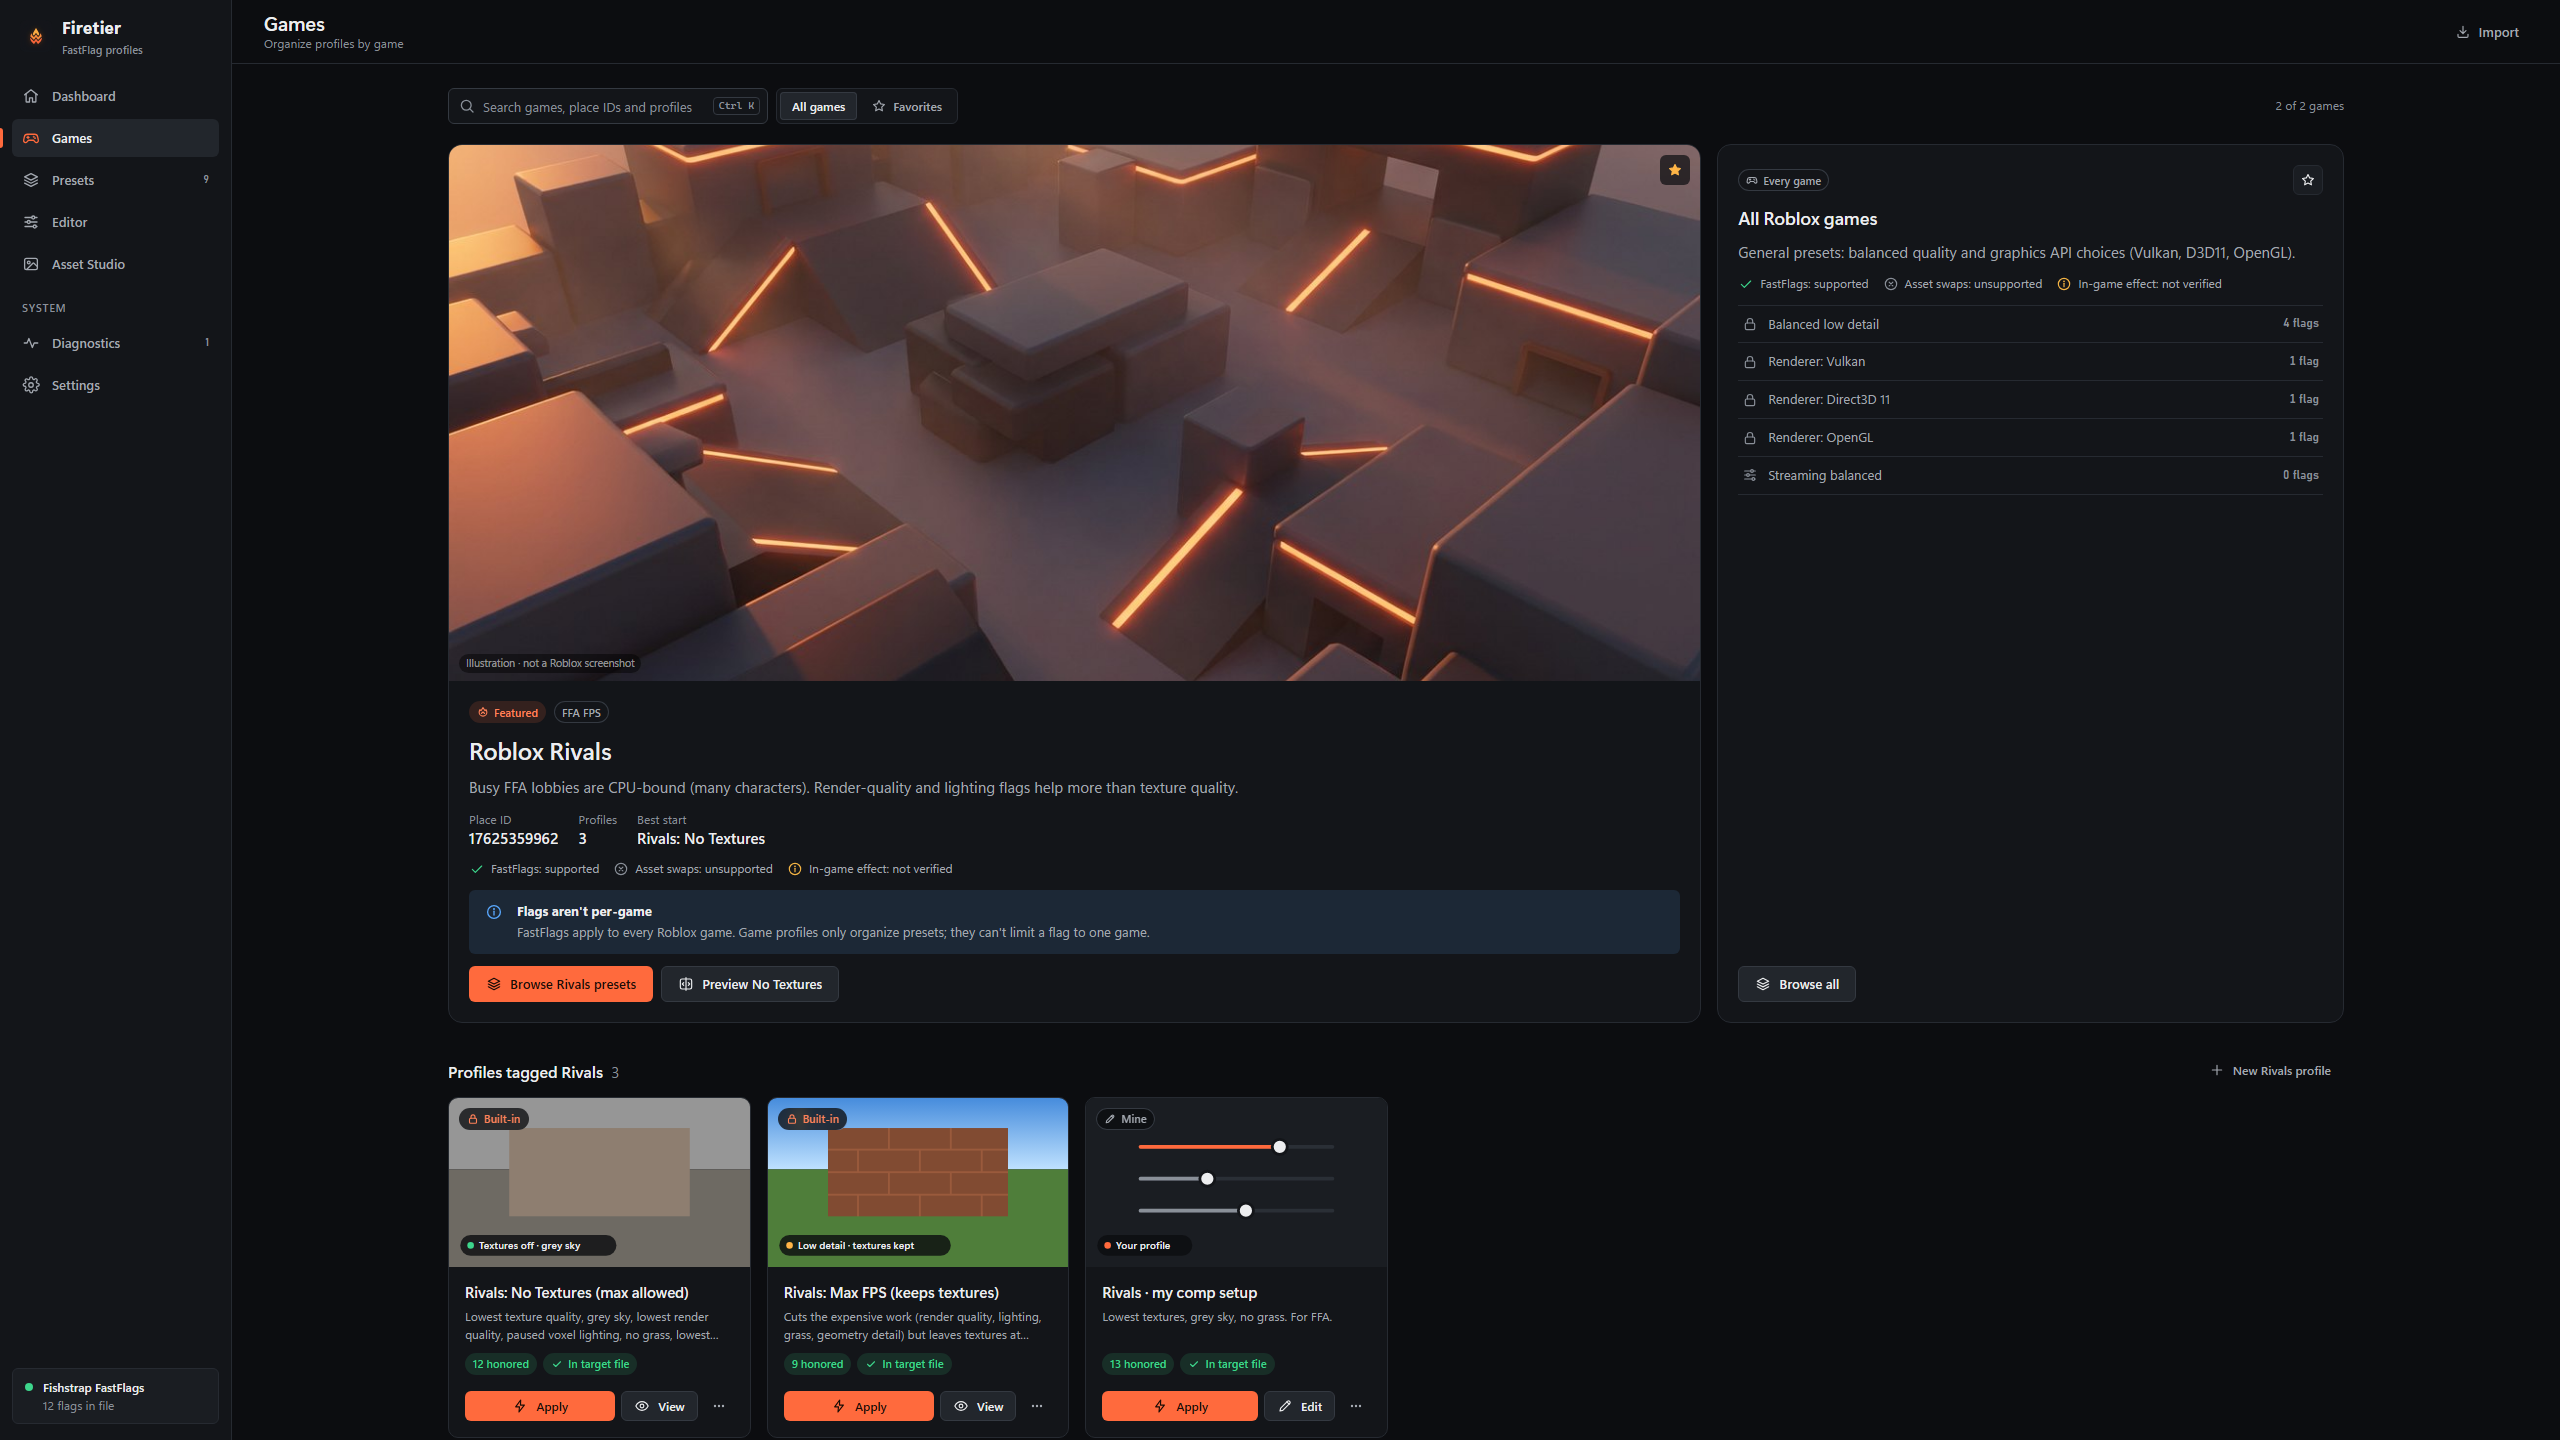 Firetier
FastFlag profiles
Dashboard
Games
Presets 9
Editor
Asset Studio
SYSTEM
Diagnostics 1
Settings
Fishstrap FastFlags
12 flags in file
Games
Organize profiles by game
Import
Search games, place IDs and profiles Ctrl K
All games
Favorites
2 of 2 games
Illustration · not a Roblox screenshot
Featured
FFA FPS
Roblox Rivals
Busy FFA lobbies are CPU-bound (many characters). Render-quality and lighting flags help more than texture quality.
Place ID Profiles Best start
17625359962 3 Rivals: No Textures
FastFlags: supported Asset swaps: unsupported In-game effect: not verified
Flags aren't per-game
FastFlags apply to every Roblox game. Game profiles only organize presets; they can't limit a flag to one game.
Browse Rivals presets
Preview No Textures
Every game
All Roblox games
General presets: balanced quality and graphics API choices (Vulkan, D3D11, OpenGL).
FastFlags: supported Asset swaps: unsupported In-game effect: not verified
Balanced low detail 4 flags
Renderer: Vulkan 1 flag
Renderer: Direct3D 11 1 flag
Renderer: OpenGL 1 flag
Streaming balanced 0 flags
Browse all
Profiles tagged Rivals 3
New Rivals profile
Built-in
Textures off · grey sky
Rivals: No Textures (max allowed)
Lowest texture quality, grey sky, lowest render
quality, paused voxel lighting, no grass, lowest...
12 honored In target file
Apply View ...
Built-in
Low detail · textures kept
Rivals: Max FPS (keeps textures)
Cuts the expensive work (render quality, lighting,
grass, geometry detail) but leaves textures at...
9 honored In target file
Apply View ...
Mine
Your profile
Rivals · my comp setup
Lowest textures, grey sky, no grass. For FFA.
13 honored In target file
Apply Edit ...